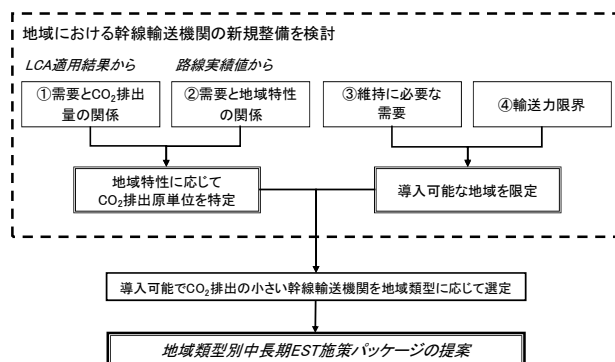 地域における幹線輸送機関の新規整備を検討
LCA適用結果から
路線実績値から
①需要とCO₂排出
量の関係
②需要と地域特性
の関係
③維持に必要な
需要
④輸送力限界
地域特性に応じて
CO₂排出原単位を特定
導入可能な地域を限定
導入可能でCO₂排出の小さい幹線輸送機関を地域類型に応じて選定
地域類型別中長期EST施策パッケージの提案